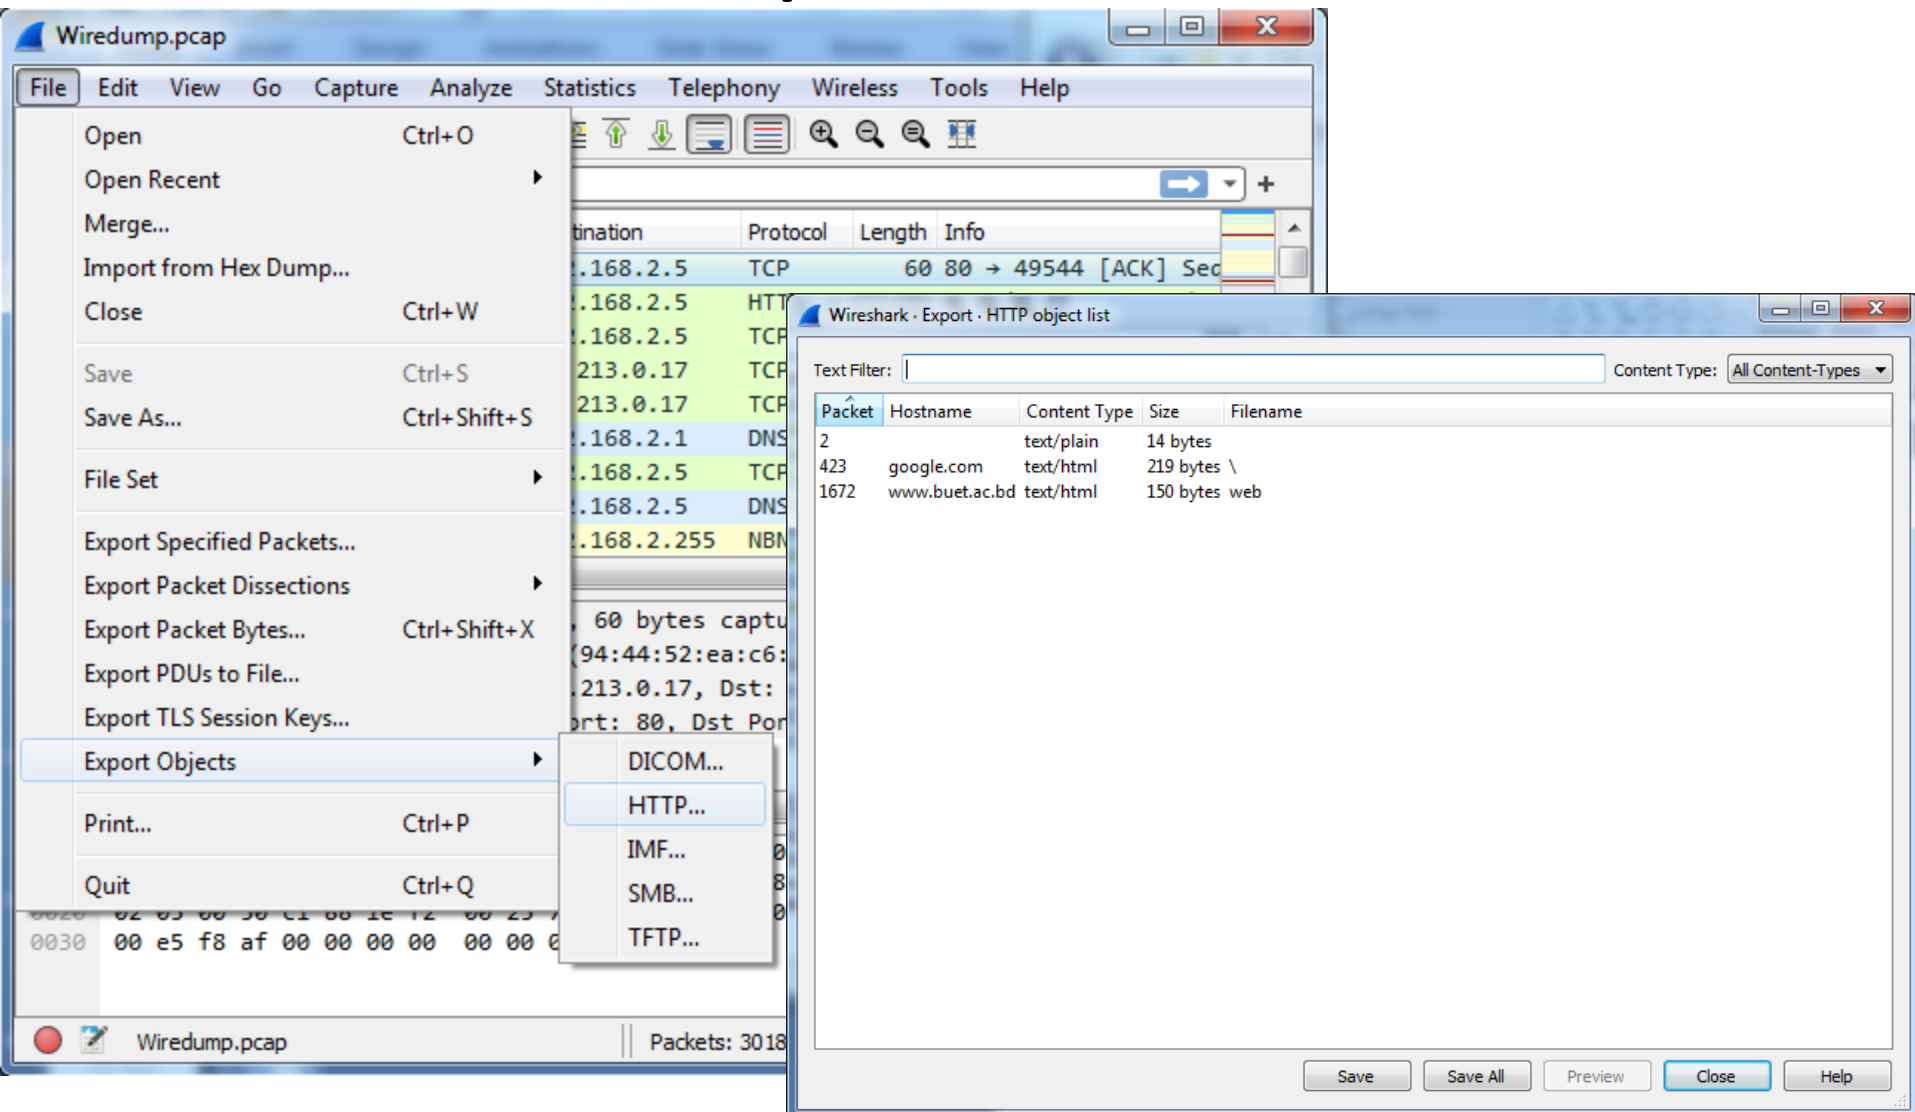 Wiredump.pcap
File Edit View Go Capture Analyze Statistics Telephony Wireless Tools Help
Open Ctrl+O
Open Recent
Merge...
Import from Hex Dump...
Close Ctrl+W
Save Ctrl+S
Save As... Ctrl+Shift+S
File Set
Export Specified Packets...
Export Packet Dissections
Export Packet Bytes... Ctrl+Shift+X
Export PDUs to File...
Export TLS Session Keys...
Export Objects
Print... Ctrl+P
Quit Ctrl+Q
DICOM...
HTTP...
IMF...
SMB...
TFTP...
tination Protocol Length Info
.168.2.5 TCP 60 80 → 49544 [ACK] Seq
.168.2.5 HTT
.168.2.5 TCP
213.0.17 TCP
213.0.17 TCP
.168.2.1 DNS
.168.2.5 TCP
.168.2.5 DNS
.168.2.255 NBN
, 60 bytes captu
(94:44:52:ea:c6:
.213.0.17, Dst:
ort: 80, Dst Por
0030 00 e5 f8 af 00 00 00 00 00 00
Wiredump.pcap Packets: 3018
Wireshark · Export · HTTP object list
Text Filter: Content Type: All Content-Types
Packet Hostname Content Type Size Filename
2 text/plain 14 bytes
423 google.com text/html 219 bytes \
1672 www.buet.ac.bd text/html 150 bytes web
Save Save All Preview Close Help